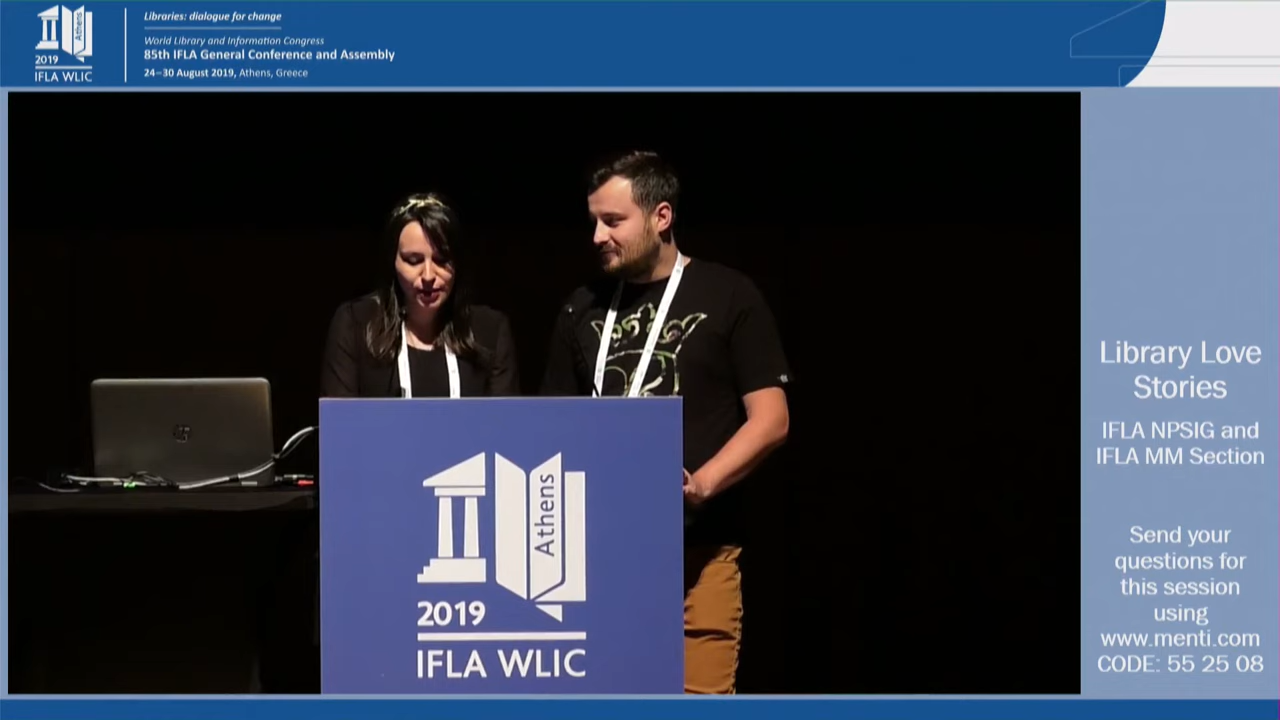 Libraries: dialogue for change
World Library and Information Congress
85th IFLA General Conference and Assembly
24–30 August 2019, Athens, Greece
Athens
2019
IFLA WLIC
Athens
2019
IFLA WLIC
Library Love
Stories
IFLA NPSIG and
IFLA MM Section
Send your
questions for
this session
using
www.menti.com
CODE: 55 25 08